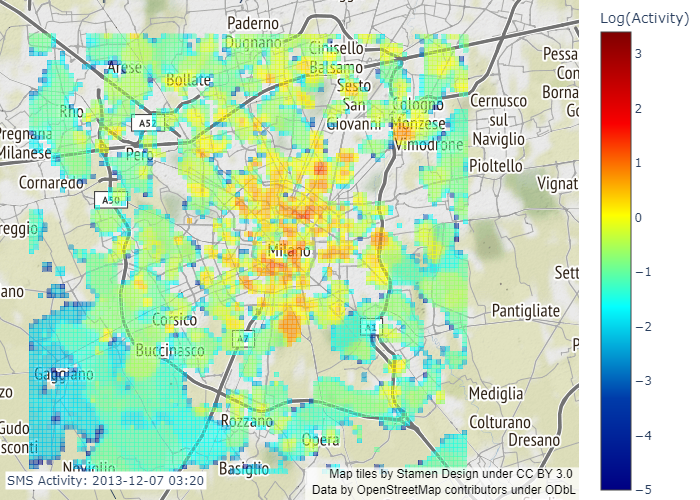 Log(Activity)
3
2
1
0
−1
−2
−3
−4
−5
Paderno
Dugnano
Cinisello
Balsamo
Arese
Bollate
Sesto
San
Giovanni
Cologno
Monzese
Vimodrone
Pessa
Con
Borna
Go
Cernusco
sul
Naviglio
Rho
A52
Pregnana
Milanese
Pero
Pioltello
Cornaredo
Vignat
A50
reggio
Milano
Sett
ano
Pantigliate
Corsico
A1
A7
Buccinasco
P
Gaggiano
zo
Mediglia
Gudo
sconti
Rozzano
Colturano
Dresano
Opera
Noviglio
Basiglio
SMS Activity: 2013-12-07 03:20
Map tiles by Stamen Design under CC BY 3.0
Data by OpenStreetMap contributors under ODbL